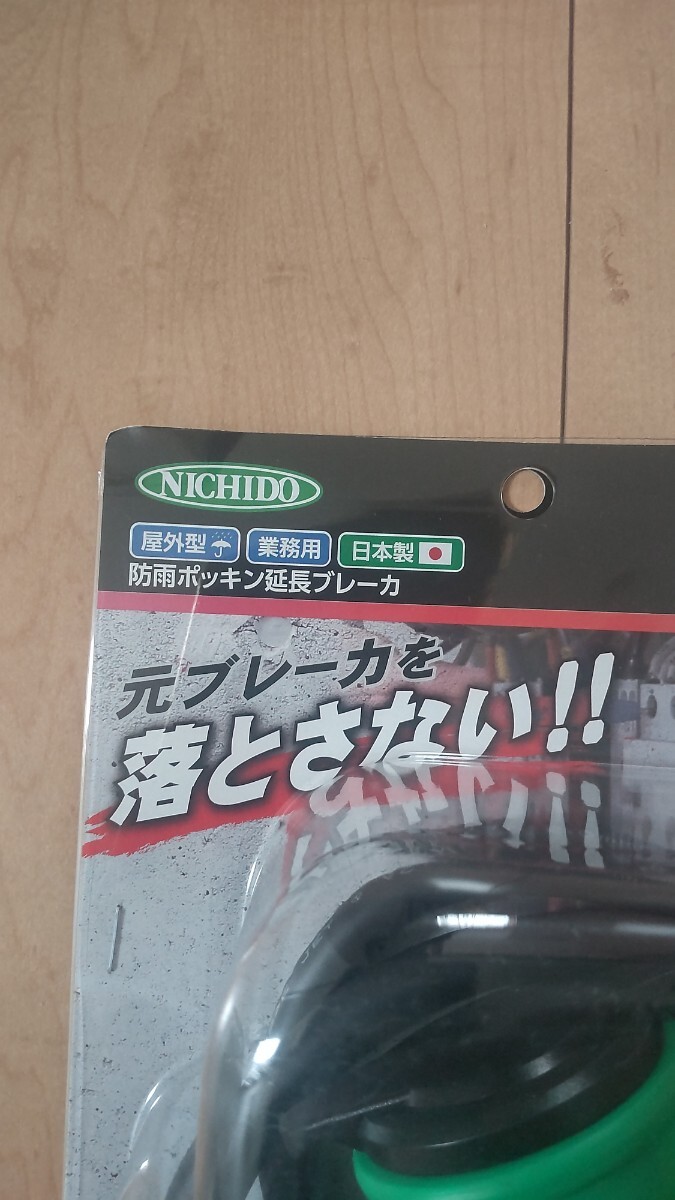 NICHIDO
屋外型 業務用 日本製
防雨ポッキン延長ブレーカ
元ブレーカを
落とさない!!